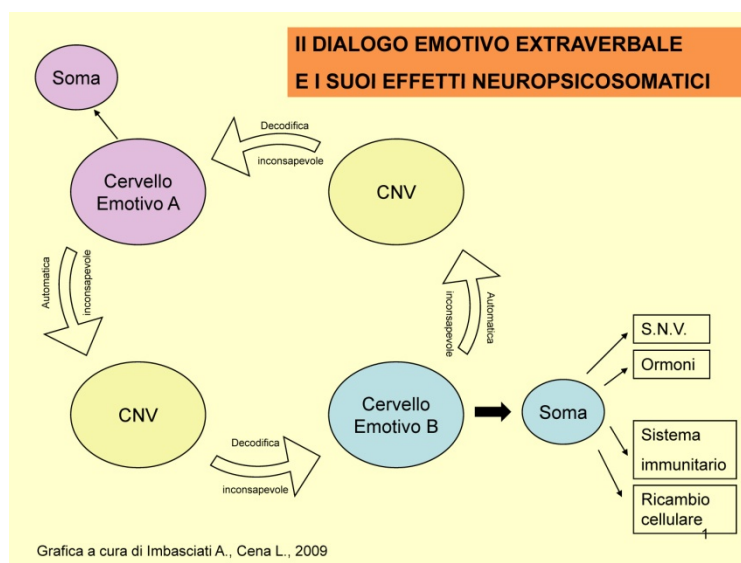 Il DIALOGO EMOTIVO EXTRAVERBALE
E I SUOI EFFETTI NEUROPSICOSOMATICI
Soma
Decodifica
inconsapevole
Cervello
Emotivo A
CNV
Automatica
inconsapevole
Automatica
inconsapevole
S.N.V.
Ormoni
CNV
Cervello
Emotivo B
Soma
Decodifica
inconsapevole
Sistema
immunitario
Ricambio
cellulare
1
Grafica a cura di Imbasciati A., Cena L., 2009